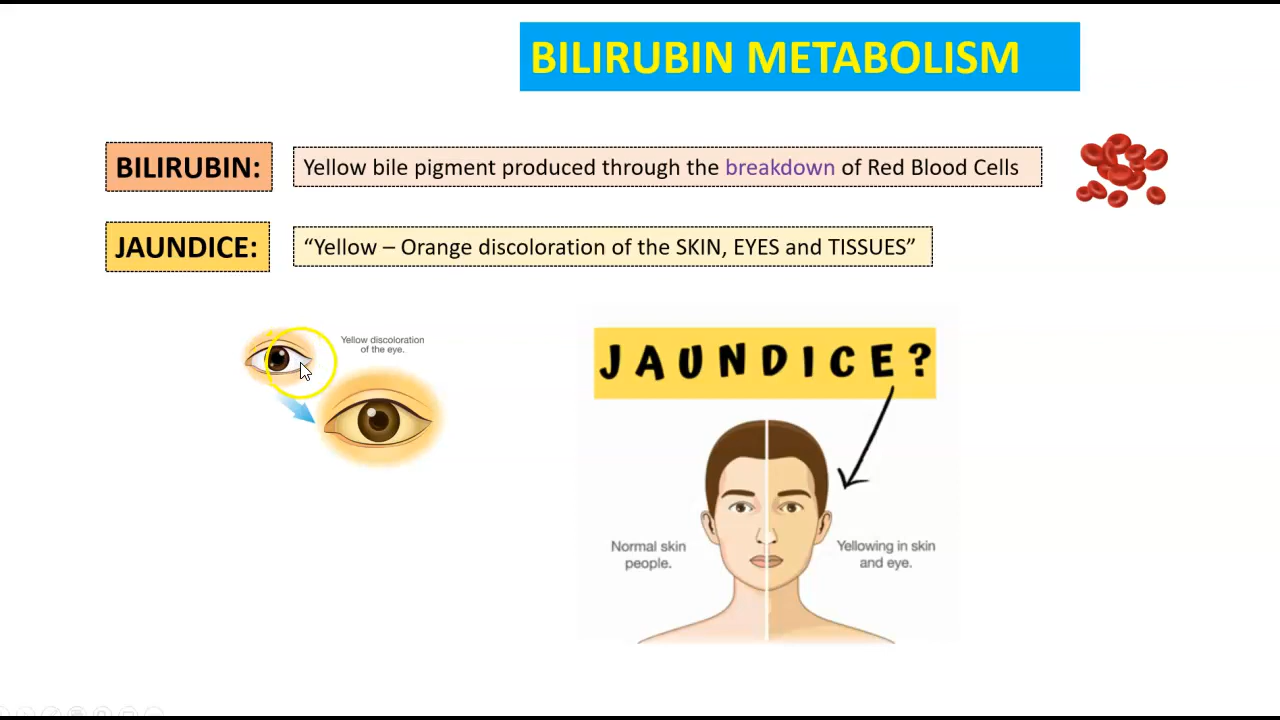 BILIRUBIN METABOLISM
BILIRUBIN:
Yellow bile pigment produced through the breakdown of Red Blood Cells
JAUNDICE:
“Yellow – Orange discoloration of the SKIN, EYES and TISSUES”
Yellow discoloration
of the eye.
JAUNDICE?
Normal skin
people.
Yellowing in skin
and eye.